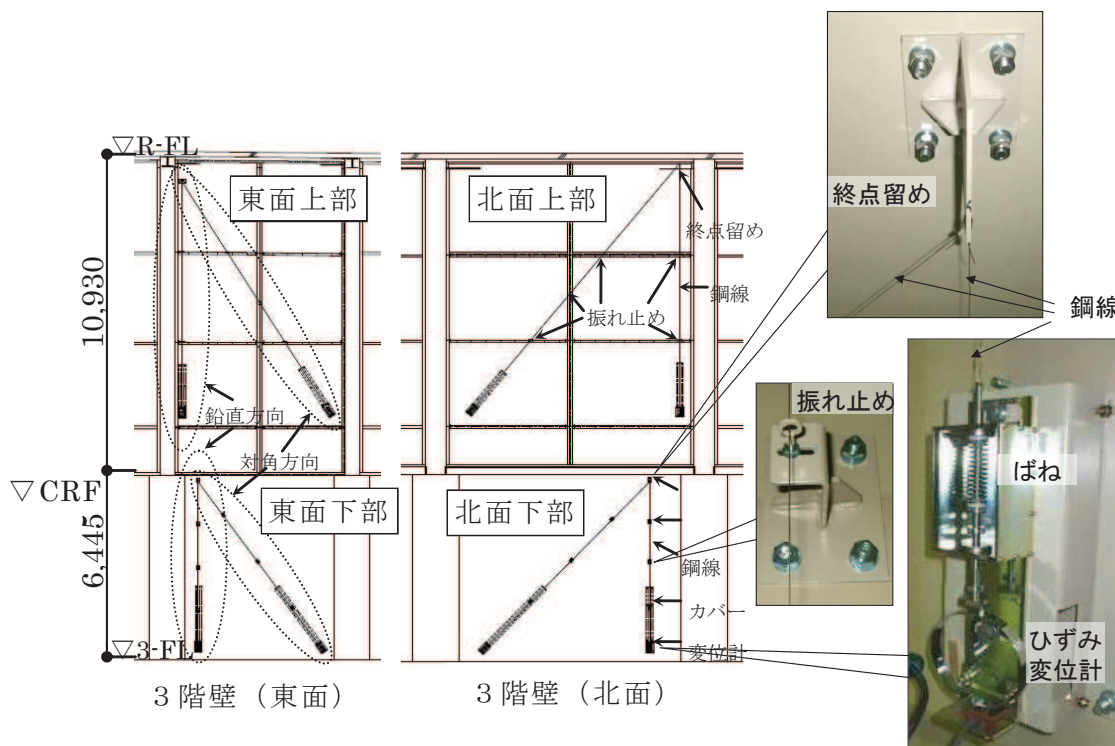 ▽R-FL
東面上部
北面上部
終点留め
終点留め
10,930
鋼線
鋼線
振れ止め
振れ止め
鉛直方向
対角方向
ばね
▽CRF
東面下部
北面下部
6,445
鋼線
カバー
ひずみ
変位計
変位計
▽3-FL
3階壁（東面）
3階壁（北面）